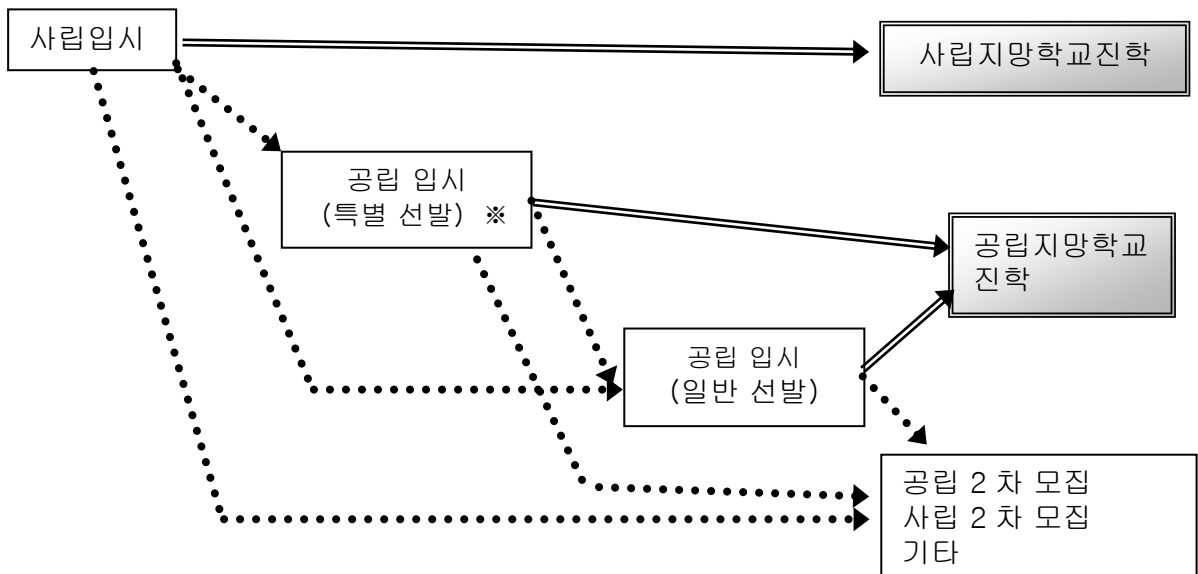 사립입시
사립지망학교진학
공립 입시
(특별 선발) ※
공립지망학교
진학
공립 입시
(일반 선발)
공립 2 차 모집
사립 2 차 모집
기타